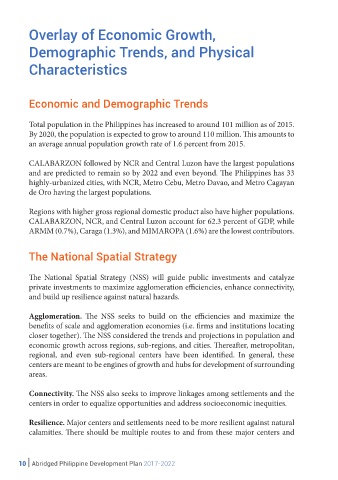 Overlay of Economic Growth,
Demographic Trends, and Physical
Characteristics
Economic and Demographic Trends
Total population in the Philippines has increased to around 101 million as of 2015.
By 2020, the population is expected to grow to around 110 million. This amounts to
an average annual population growth rate of 1.6 percent from 2015.
CALABARZON followed by NCR and Central Luzon have the largest populations
and are predicted to remain so by 2022 and even beyond. The Philippines has 33
highly-urbanized cities, with NCR, Metro Cebu, Metro Davao, and Metro Cagayan
de Oro having the largest populations.
Regions with higher gross regional domestic product also have higher populations.
CALABARZON, NCR, and Central Luzon account for 62.3 percent of GDP, while
ARMM (0.7%), Caraga (1.3%), and MIMAROPA (1.6%) are the lowest contributors.
The National Spatial Strategy
The National Spatial Strategy (NSS) will guide public investments and catalyze
private investments to maximize agglomeration efficiencies, enhance connectivity,
and build up resilience against natural hazards.
Agglomeration. The NSS seeks to build on the efficiencies and maximize the
benefits of scale and agglomeration economies (i.e. firms and institutions locating
closer together). The NSS considered the trends and projections in population and
economic growth across regions, sub-regions, and cities. Thereafter, metropolitan,
regional, and even sub-regional centers have been identified. In general, these
centers are meant to be engines of growth and hubs for development of surrounding
areas.
Connectivity. The NSS also seeks to improve linkages among settlements and the
centers in order to equalize opportunities and address socioeconomic inequities.
Resilience. Major centers and settlements need to be more resilient against natural
calamities. There should be multiple routes to and from these major centers and
10 | Abridged Philippine Development Plan 2017-2022